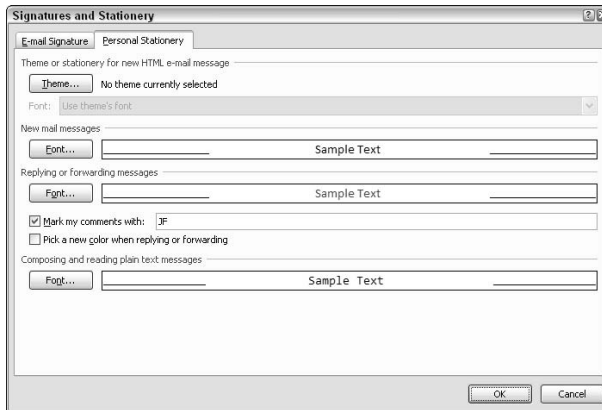 Signatures and Stationery
E-mail Signature Personal Stationery
Theme or stationery for new HTML e-mail message
Theme... No theme currently selected
Font: Use theme's font
New mail messages
Font... Sample Text
Replying or forwarding messages
Font... Sample Text
Mark my comments with: JF
Pick a new color when replying or forwarding
Composing and reading plain text messages
Font... Sample Text
OK Cancel